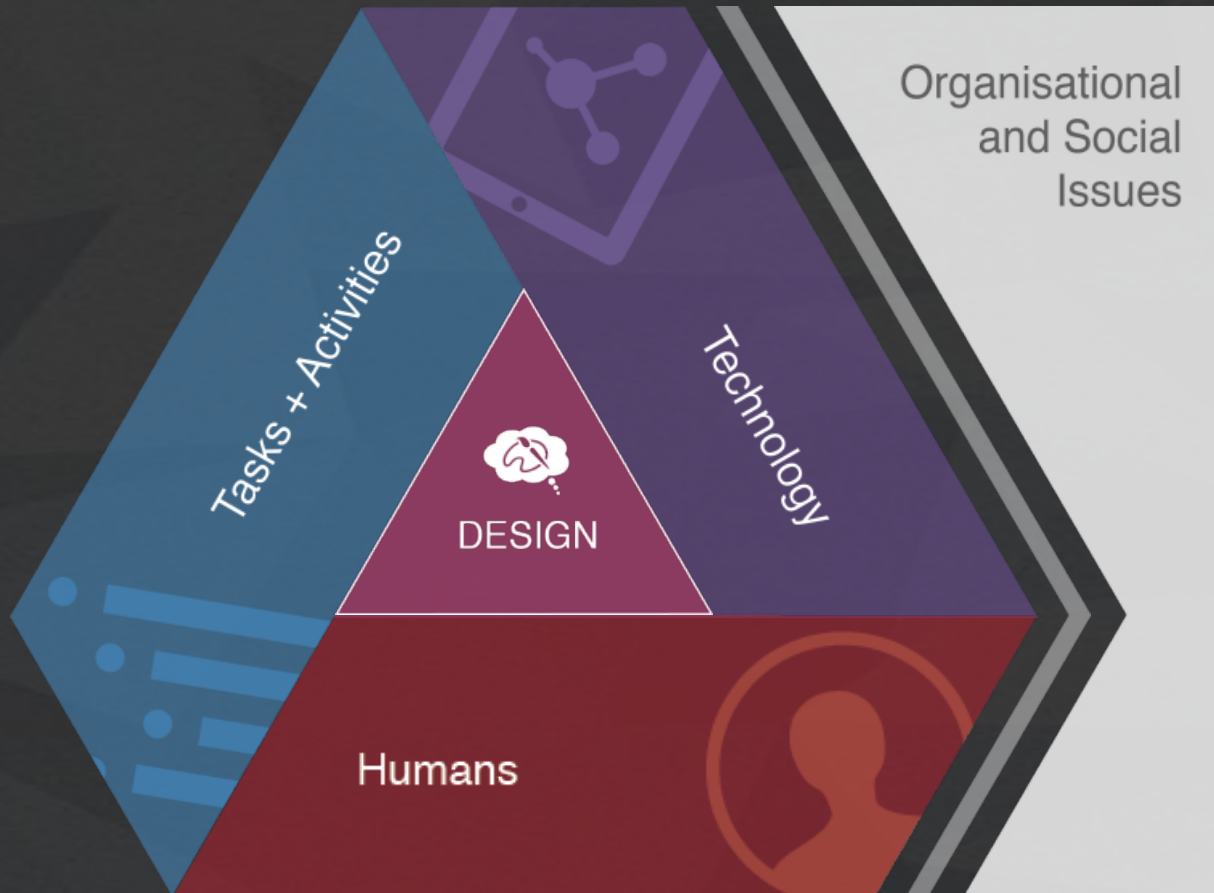 Organisational
and Social
Issues
Tasks + Activities
Technology
DESIGN
Humans